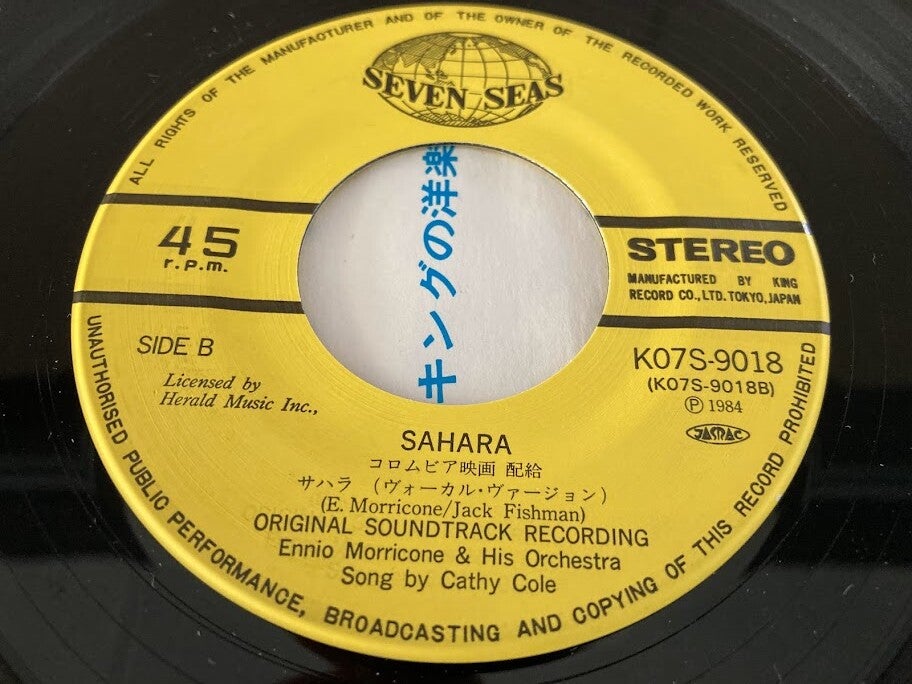 ALL RIGHTS OF THE MANUFACTURER AND OF THE OWNER OF THE RECORDED WORK RESERVED
SEVEN SEAS
キングの洋楽
45
r.p.m.
STEREO
MANUFACTURED BY KING
RECORD CO., LTD. TOKYO, JAPAN
SIDE B
Licensed by
Herald Music Inc.,
K07S-9018
(K07S-9018B)
Ⓟ 1984
JASRAC
SAHARA
コロムビア映画 配給
サハラ (ヴォーカル・ヴァージョン)
(E. Morricone/Jack Fishman)
ORIGINAL SOUNDTRACK RECORDING
Ennio Morricone & His Orchestra
Song by Cathy Cole
UNAUTHORISED PUBLIC PERFORMANCE, BROADCASTING AND COPYING OF THIS RECORD PROHIBITED